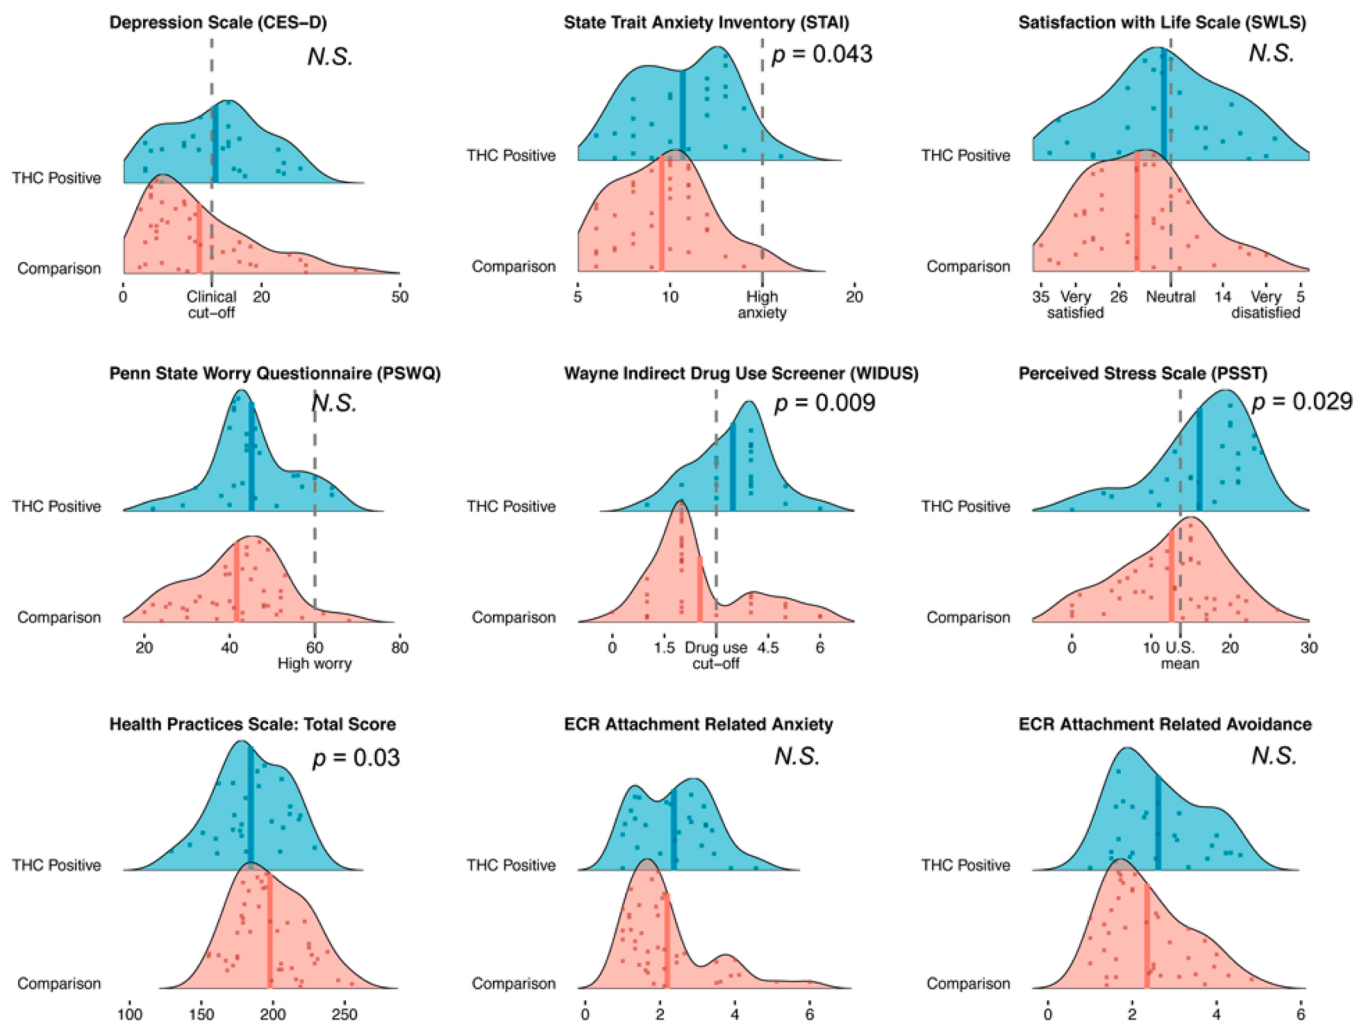 Depression Scale (CES-D)
N.S.
THC Positive
Comparison
0
Clinical
cut-off
20
50
State Trait Anxiety Inventory (STAI)
p = 0.043
THC Positive
Comparison
5
10
High
anxiety
20
Satisfaction with Life Scale (SWLS)
N.S.
THC Positive
Comparison
35
Very
satisfied
26
Neutral
14
Very
disatisfied
5
Penn State Worry Questionnaire (PSWQ)
N.S.
THC Positive
Comparison
20
40
60
80
High worry
Wayne Indirect Drug Use Screener (WIDUS)
p = 0.009
THC Positive
Comparison
0
1.5
Drug use
cut-off
4.5
6
Perceived Stress Scale (PSST)
p = 0.029
THC Positive
Comparison
0
10
U.S.
mean
20
30
Health Practices Scale: Total Score
p = 0.03
THC Positive
Comparison
100
150
200
250
ECR Attachment Related Anxiety
N.S.
THC Positive
Comparison
0
2
4
6
ECR Attachment Related Avoidance
N.S.
THC Positive
Comparison
0
2
4
6